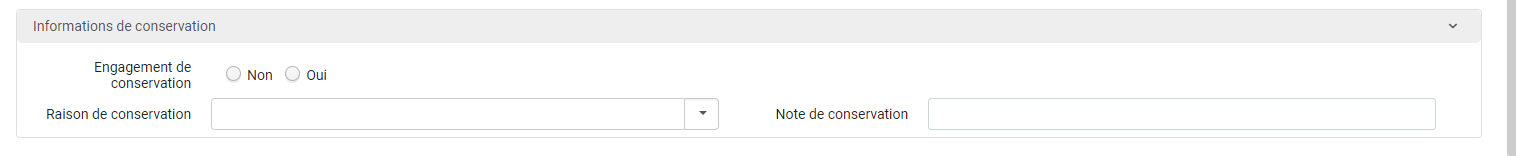 Informations de conservation
Engagement de
conservation
Non
Oui
Raison de conservation
Note de conservation